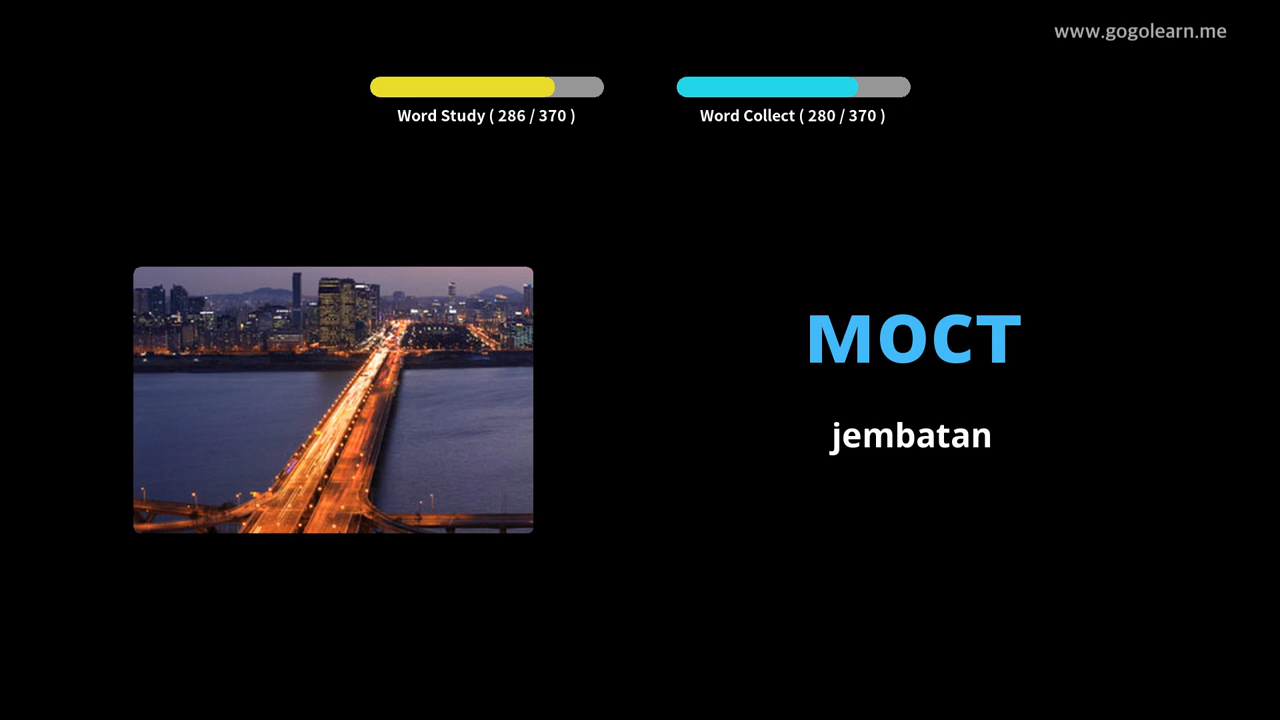 www.gogolearn.me
Word Study ( 286 / 370 )
Word Collect ( 280 / 370 )
МОСТ
jembatan